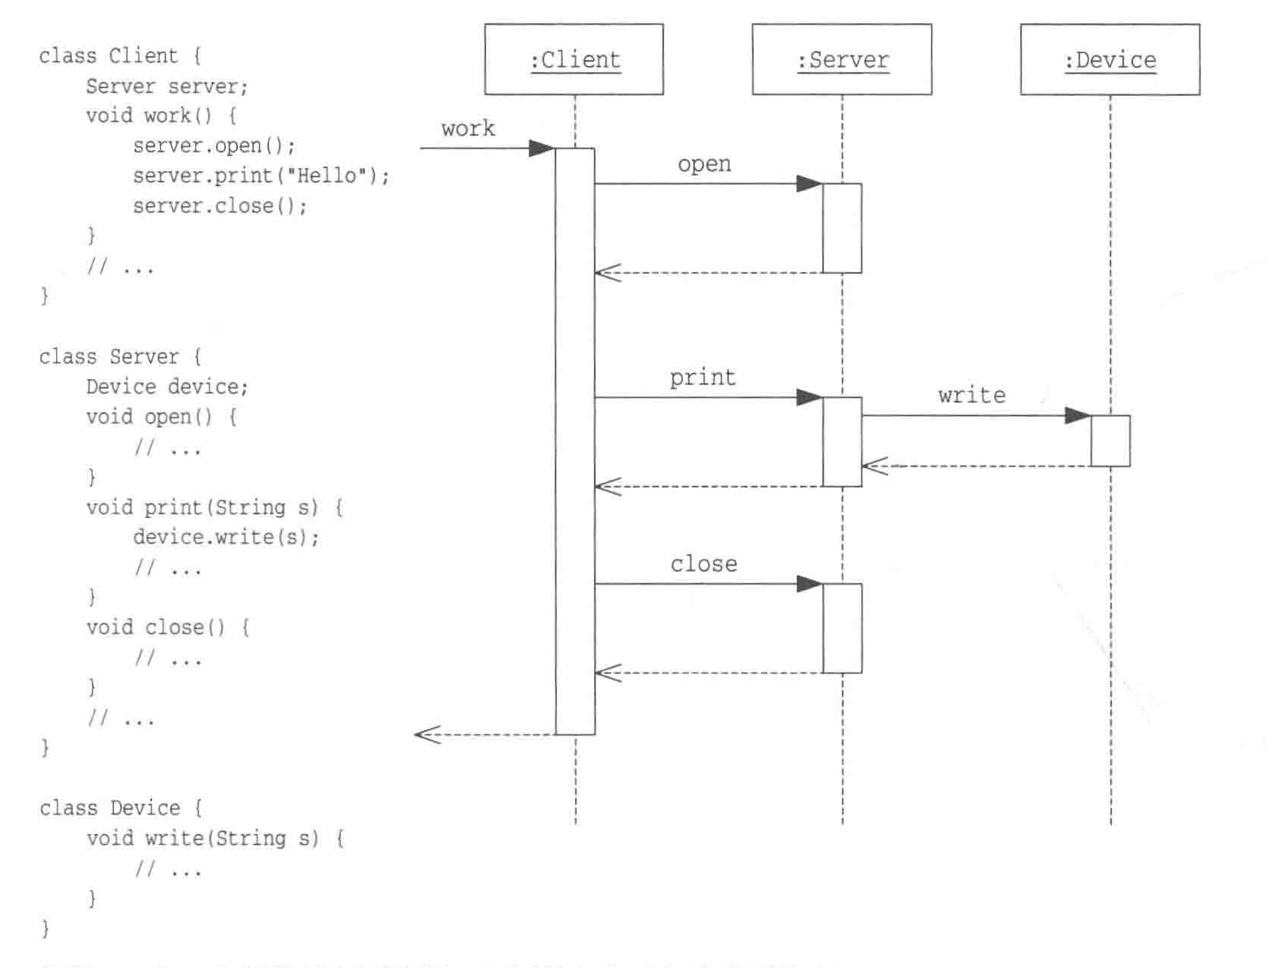 class Client {
    Server server;
    void work() {
        server.open();
        server.print("Hello");
        server.close();
    }
    // ...
}
class Server {
    Device device;
    void open() {
        // ...
    }
    void print(String s) {
        device.write(s);
        // ...
    }
    void close() {
        // ...
    }
    // ...
}
class Device {
    void write(String s) {
        // ...
    }
}
:Client
:Server
:Device
work
open
print
write
close